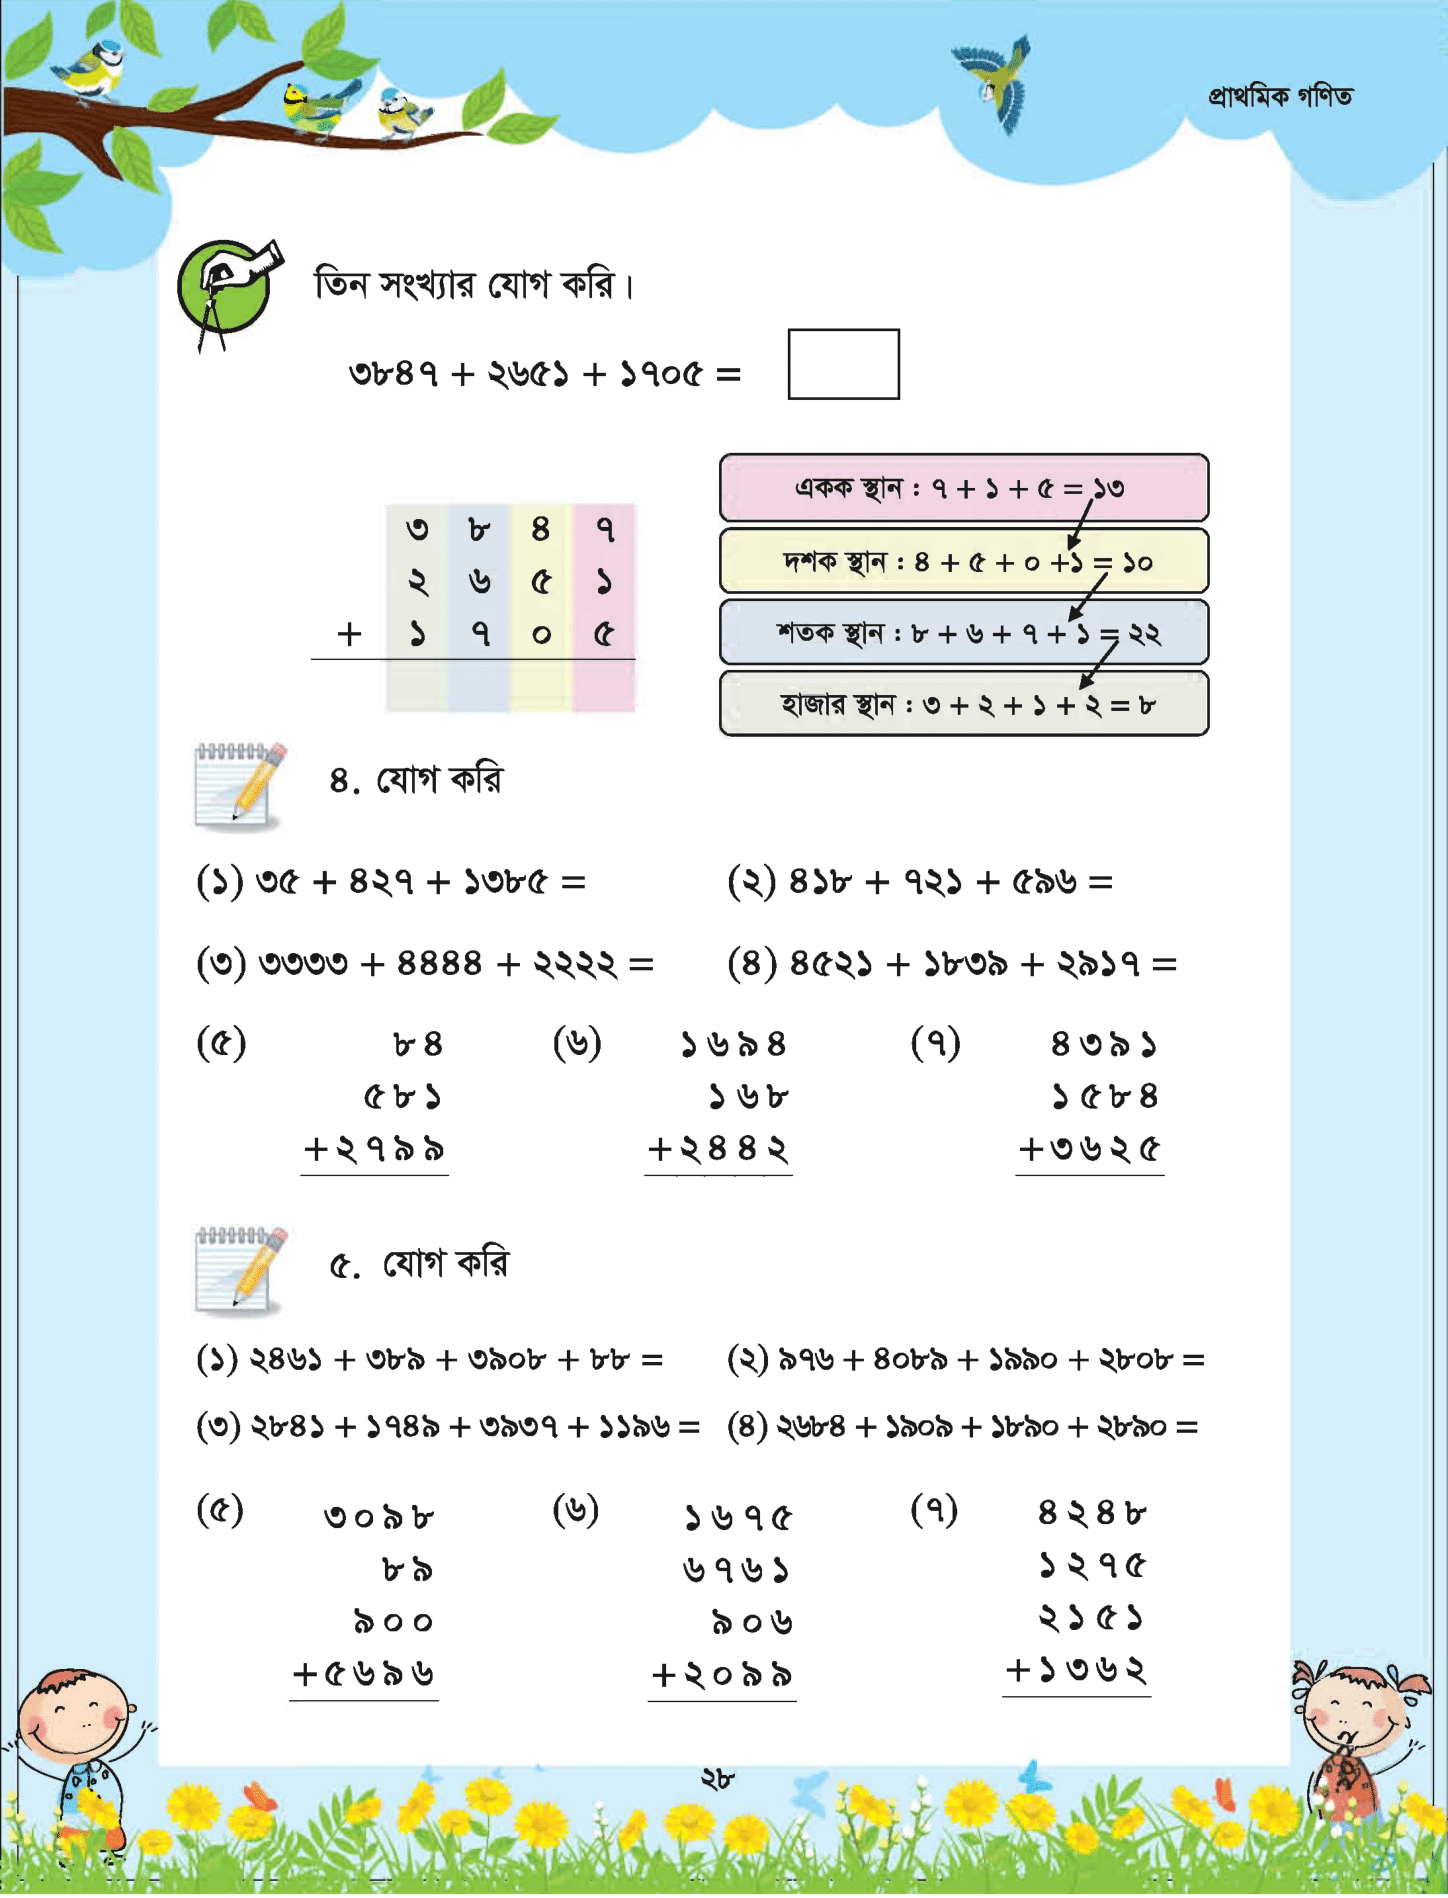 প্রাথমিক গণিত
তিন সংখ্যার যোগ করি।
৩৮৪৭ + ২৬৫১ + ১৭০৫ =
৩ ৮ ৪ ৭
২ ৬ ৫ ১
+ ১ ৭ ০ ৫
একক স্থান : ৭ + ১ + ৫ = ১৩
দশক স্থান : ৪ + ৫ + ০ +১ = ১০
শতক স্থান : ৮ + ৬ + ৭ + ১ = ২২
হাজার স্থান : ৩ + ২ + ১ + ২ = ৮
৪. যোগ করি
(১) ৩৫ + ৪২৭ + ১৩৮৫ =
(২) ৪১৮ + ৭২১ + ৫৯৬ =
(৩) ৩৩৩৩ + ৪৪৪৪ + ২২২২ =
(৪) ৪৫২১ + ১৮৩৯ + ২৯১৭ =
(৫) ৮৪
৫৮১
+২৭৯৯
(৬) ১৬৯৪
১৬৮
+২৪৪২
(৭) ৪৩৯১
১৫৮৪
+৩৬২৫
৫. যোগ করি
(১) ২৪৬১ + ৩৮৯ + ৩৯০৮ + ৮৮ =
(২) ৯৭৬ + ৪০৮৯ + ১৯৯০ + ২৮০৮ =
(৩) ২৮৪১ + ১৭৪৯ + ৩৯৩৭ + ১১৯৬ =
(৪) ২৬৮৪ + ১৯০৯ + ১৮৯০ + ২৮৯০ =
(৫) ৩০৯৮
৮৯
৯০০
+৫৬৯৬
(৬) ১৬৭৫
৬৭৬১
৯০৬
+২০৯৯
(৭) ৪২৪৮
১২৭৫
২১৫১
+১৩৬২
২৮